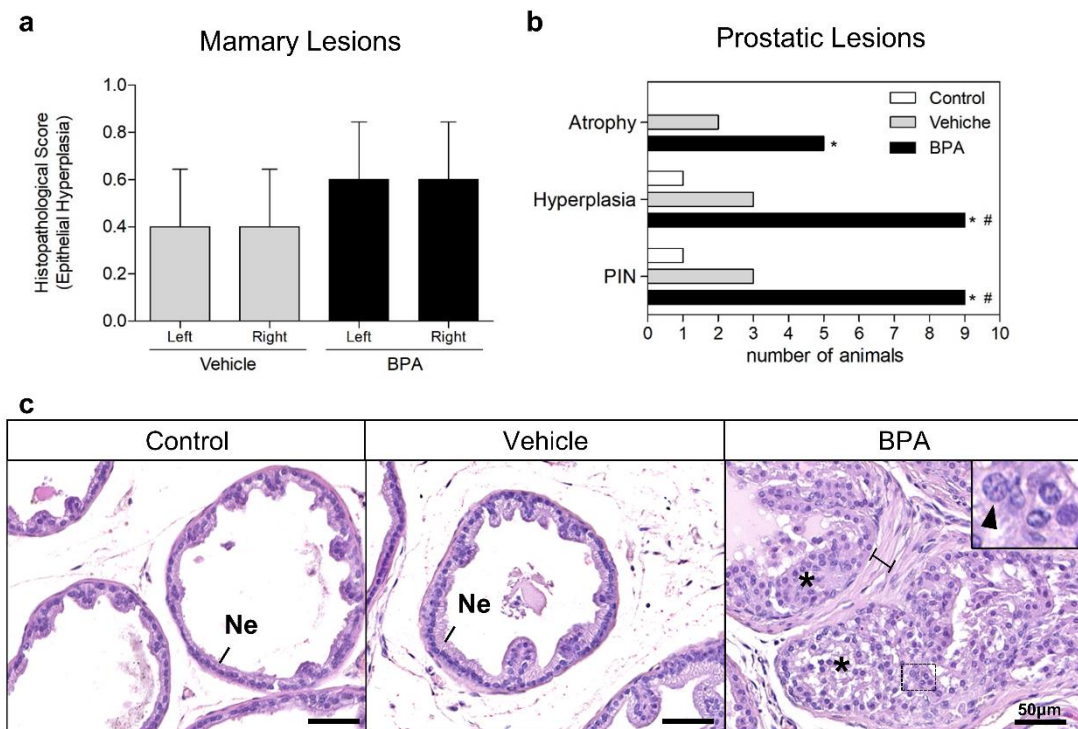 a
Mamary Lesions
Histopathological Score
(Epithelial Hyperplasia)
1.0
0.8
0.6
0.4
0.2
0.0
Left Right Left Right
Vehicle BPA
b
Prostatic Lesions
Control
Vehiche
BPA
Atrophy
*
Hyperplasia
* #
PIN
* #
0 1 2 3 4 5 6 7 8 9 10
number of animals
c
Control Vehicle BPA
Ne
Ne
*
*
50µm